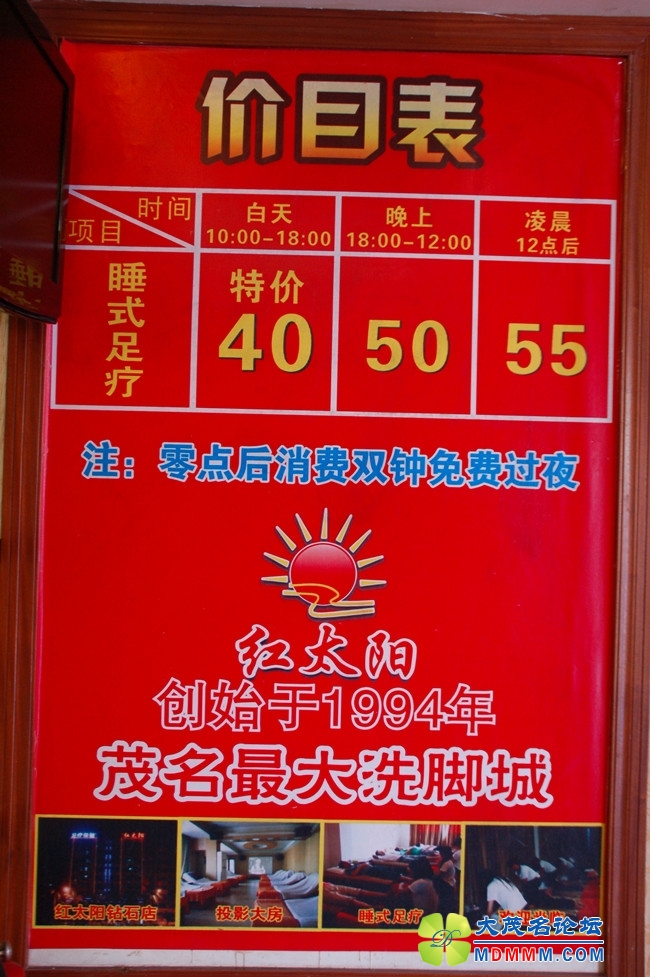 价目表
时间
项目
白天
10:00-18:00
晚上
18:00-12:00
凌晨
12点后
睡式足疗
特价
40
50
55
注：零点后消费双钟免费过夜
红太阳
创始于1994年
茂名最大洗脚城
红太阳
红太阳钻石店
投影大房
睡式足疗
大茂名论坛
MDMMM.COM